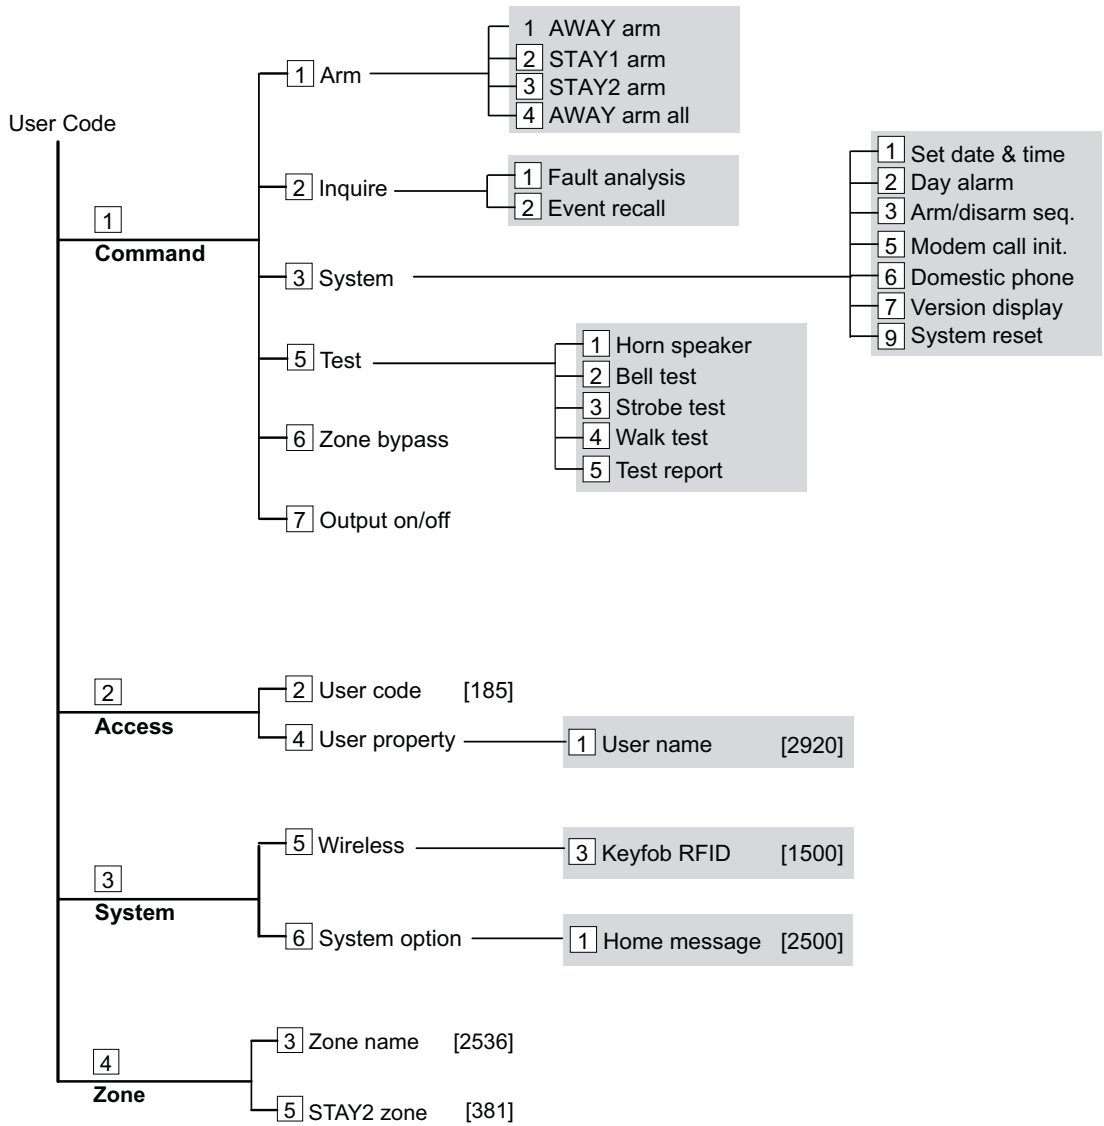 User Code
1
Command
1 Arm
1 AWAY arm
2 STAY1 arm
3 STAY2 arm
4 AWAY arm all
2 Inquire
1 Fault analysis
2 Event recall
3 System
1 Set date & time
2 Day alarm
3 Arm/disarm seq.
5 Modem call init.
6 Domestic phone
7 Version display
9 System reset
5 Test
1 Horn speaker
2 Bell test
3 Strobe test
4 Walk test
5 Test report
6 Zone bypass
7 Output on/off
2
Access
2 User code [185]
4 User property
1 User name [2920]
3
System
5 Wireless
3 Keyfob RFID [1500]
6 System option
1 Home message [2500]
4
Zone
3 Zone name [2536]
5 STAY2 zone [381]